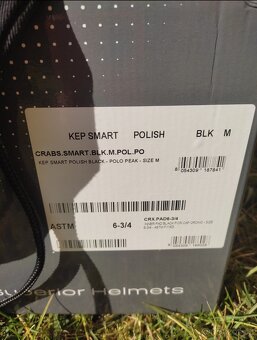 KEP SMART POLISH BLK M
CRABS.SMART.BLK.M.POL.PO
KEP SMART POLISH BLACK - POLO PEAK - SIZE M
ASTM
6-3/4
CRX.PAD6-3/4
Superior Helmets